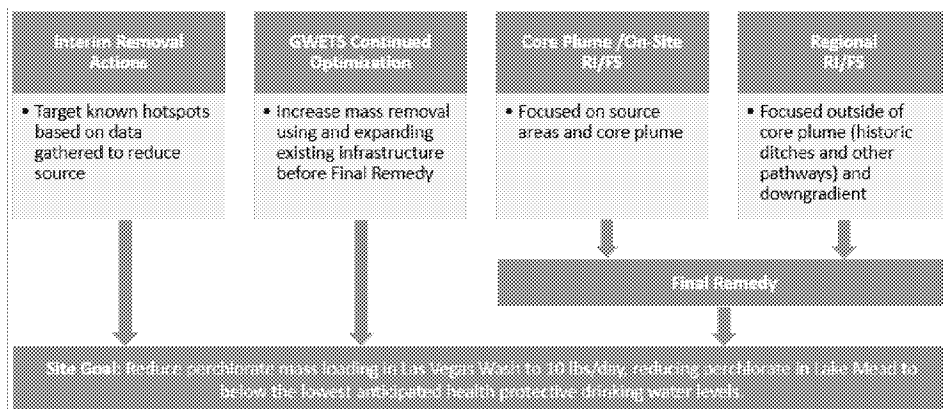 Interim Removal
Actions
• Target known hotspots
based on data
gathered to reduce
source
GWETS Continued
Optimization
• Increase mass removal
using and expanding
existing infrastructure
before Final Remedy
Core Plume /On-Site
RI/FS
• Focused on source
areas and core plume
Regional
RI/FS
• Focused outside of
core plume (historic
ditches and other
pathways) and
downgradient
Final Remedy
Site Goal: Reduce perchlorate mass loading in Las Vegas Wash to 10 lbs/day, reducing perchlorate in Lake Mead to
below the lowest anticipated health protective drinking water levels